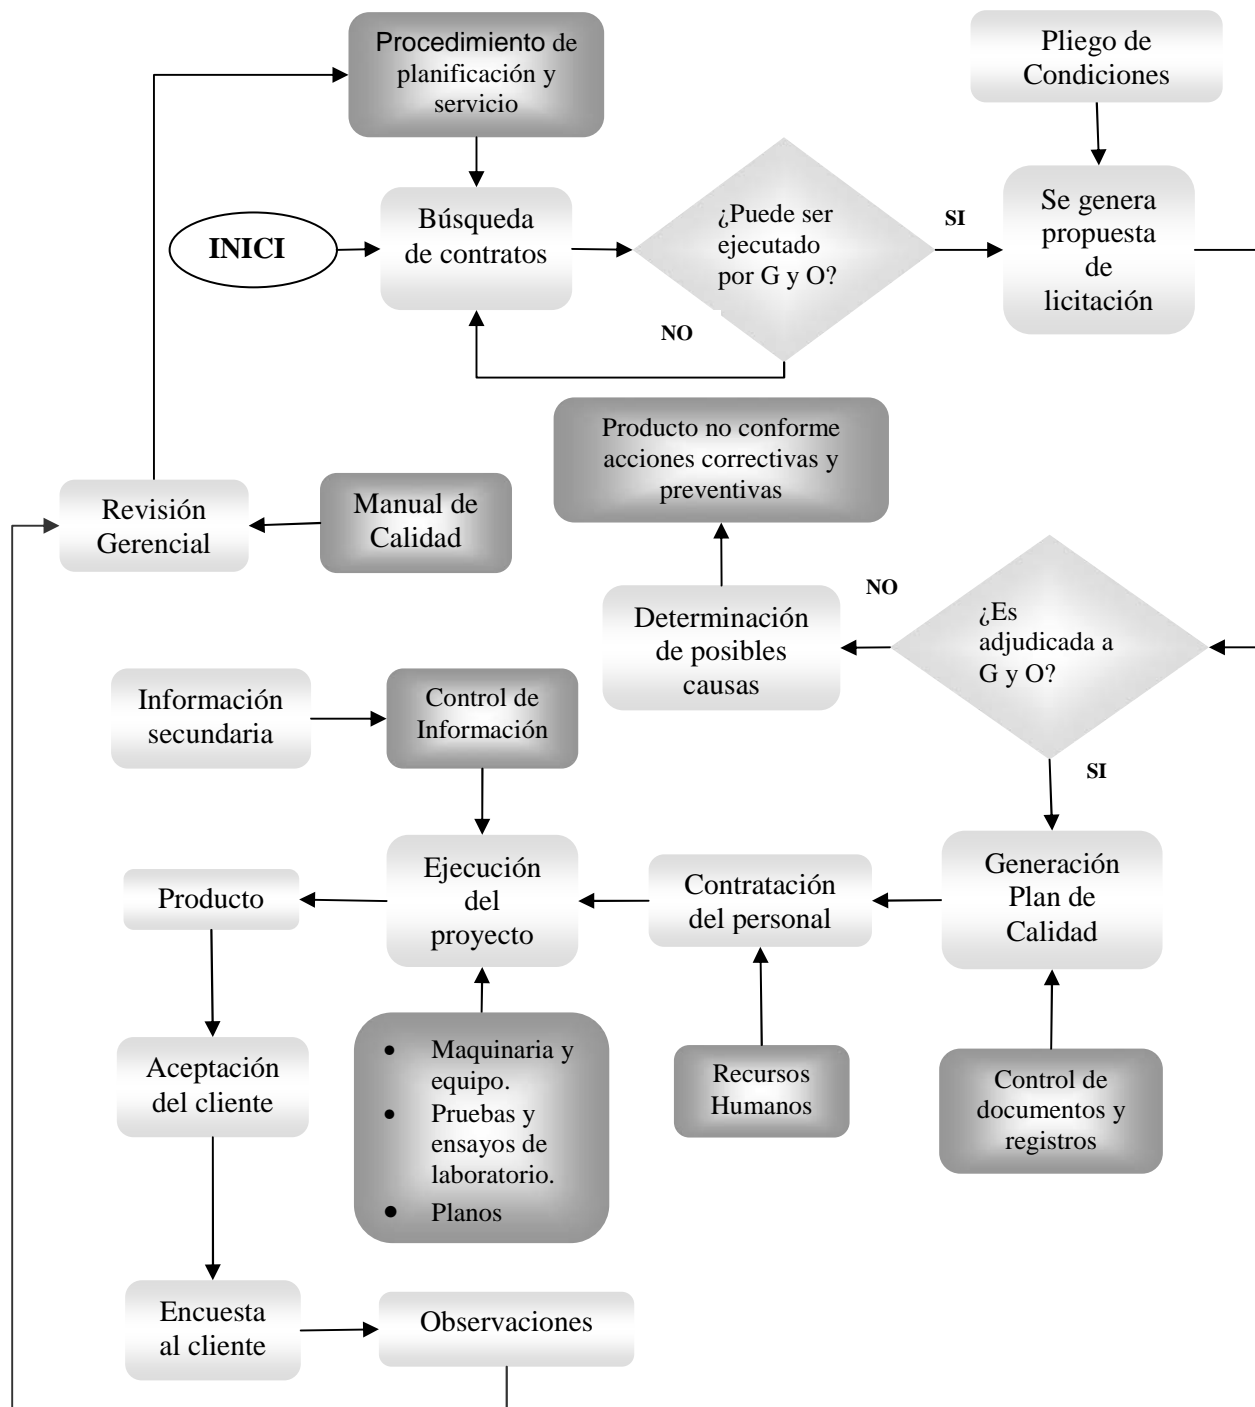 Procedimiento de
planificación y
servicio
Pliego de
Condiciones
INICI
Búsqueda
de contratos
¿Puede ser
ejecutado
por G y O?
SI
NO
Se genera
propuesta
de
licitación
Producto no conforme
acciones correctivas y
preventivas
Revisión
Gerencial
Manual de
Calidad
Determinación
de posibles
causas
NO
¿Es
adjudicada a
G y O?
SI
Información
secundaria
Control de
Información
Producto
Ejecución
del
proyecto
Contratación
del personal
Generación
Plan de
Calidad
Aceptación
del cliente
• Maquinaria y
equipo.
• Pruebas y
ensayos de
laboratorio.
• Planos
Recursos
Humanos
Control de
documentos y
registros
Encuesta
al cliente
Observaciones